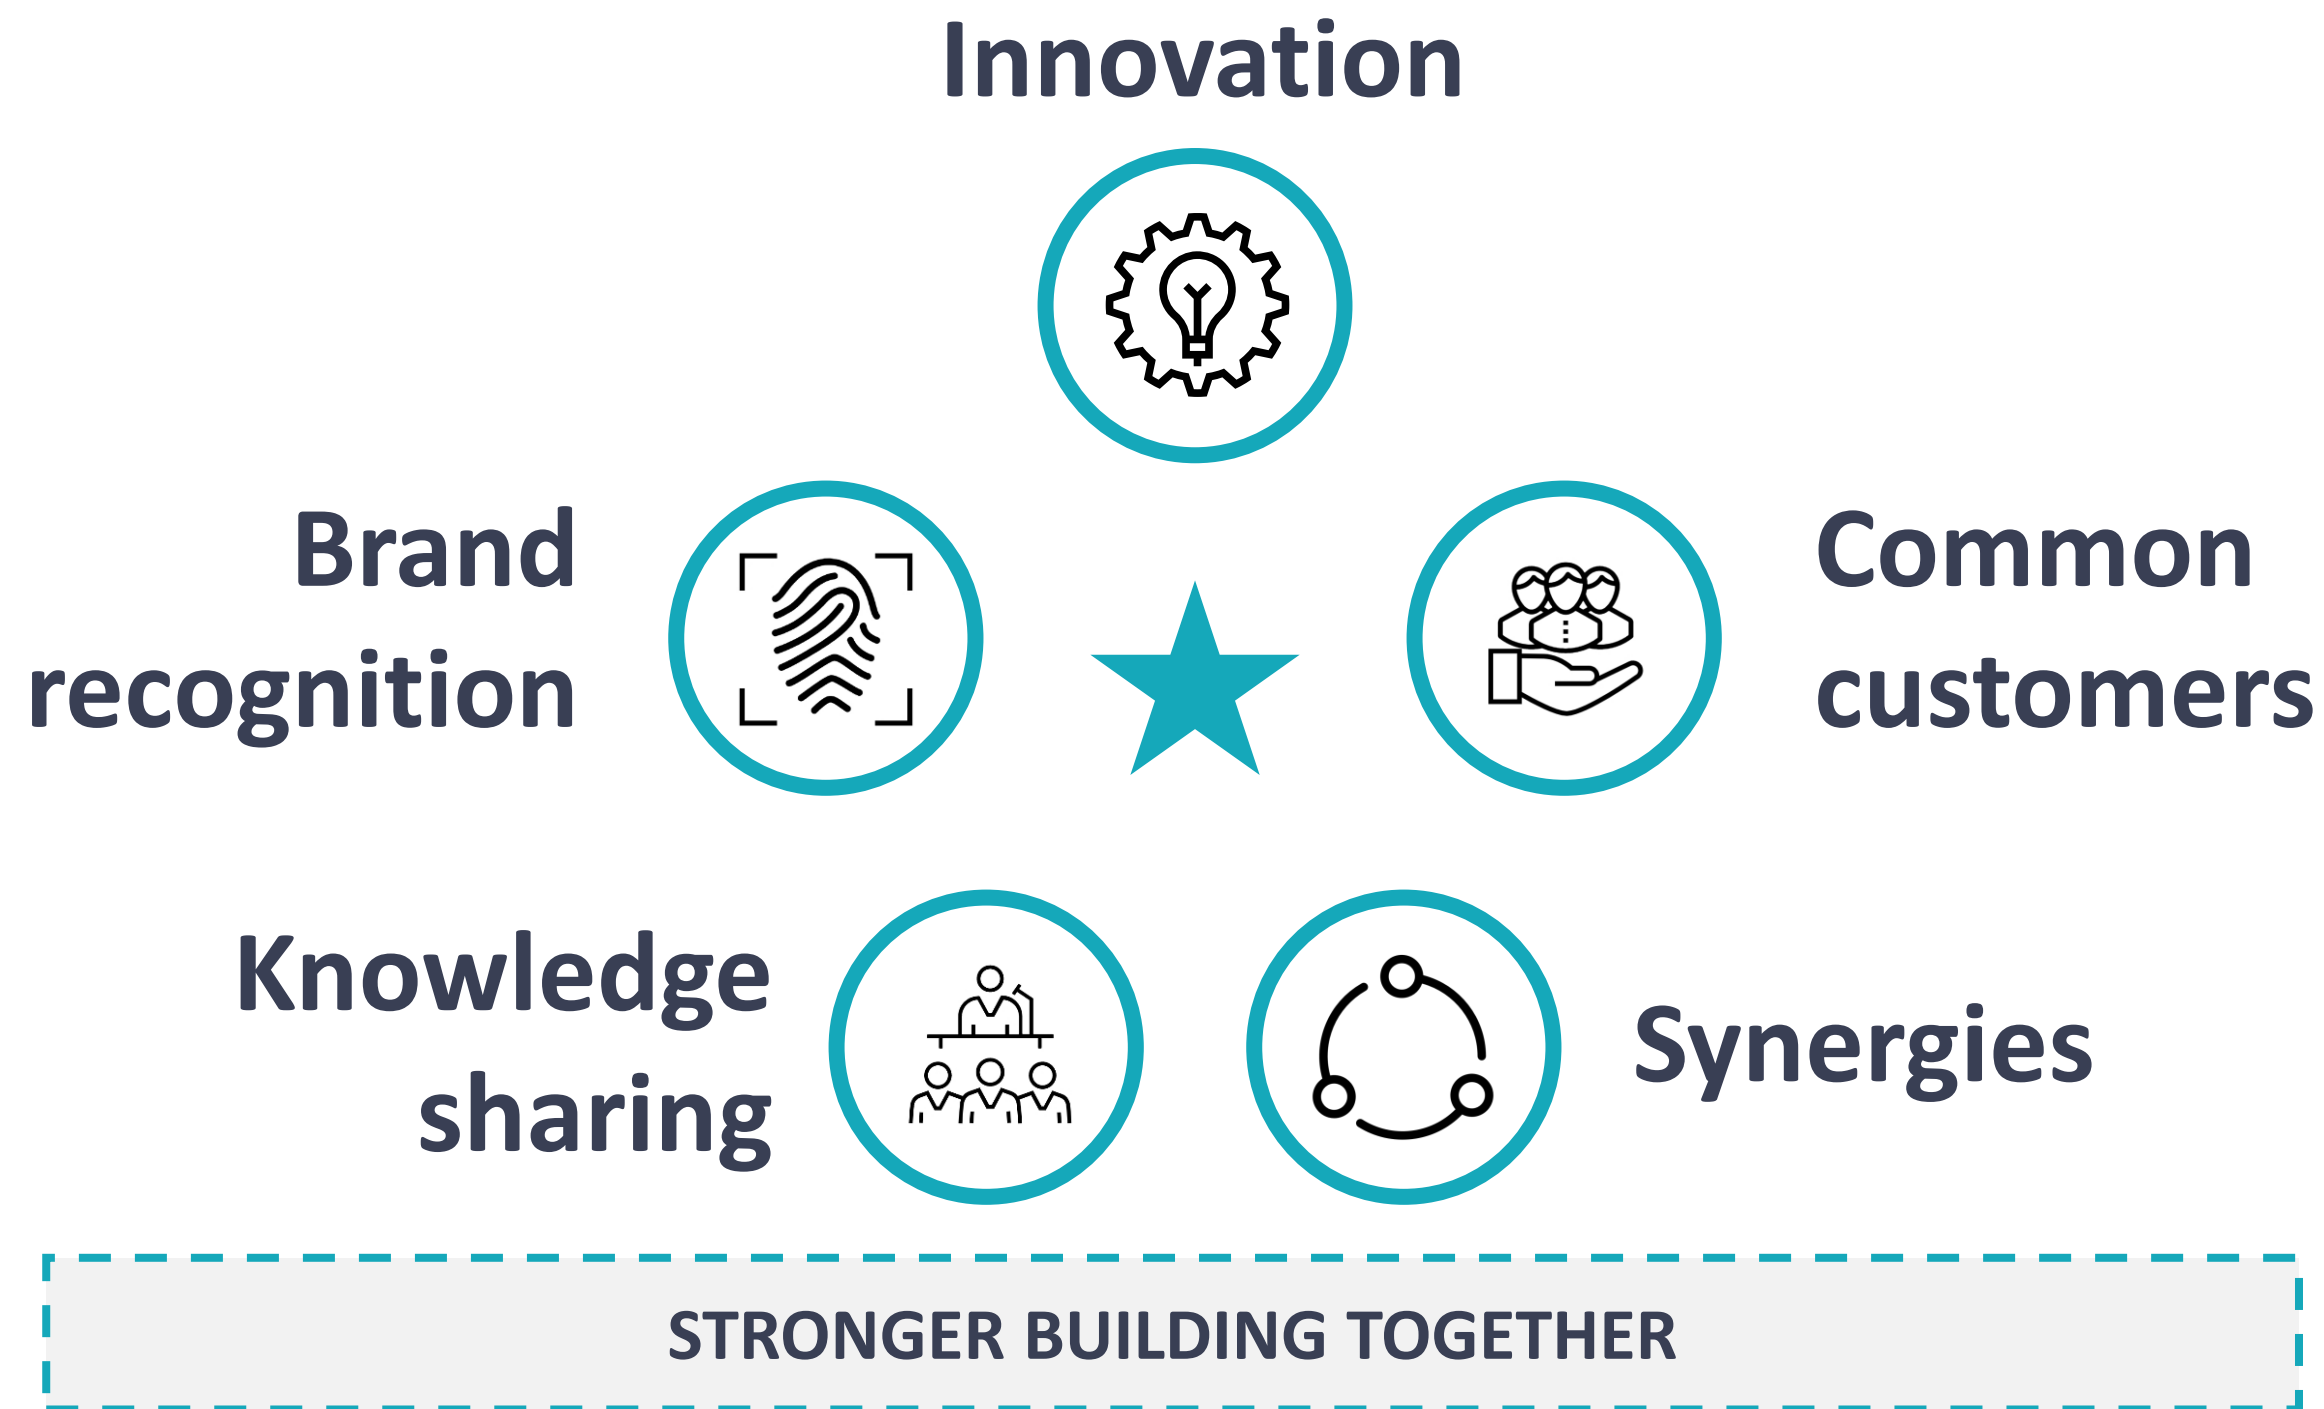 Innovation
Brand
recognition
Common
customers
Knowledge
sharing
Synergies
STRONGER BUILDING TOGETHER